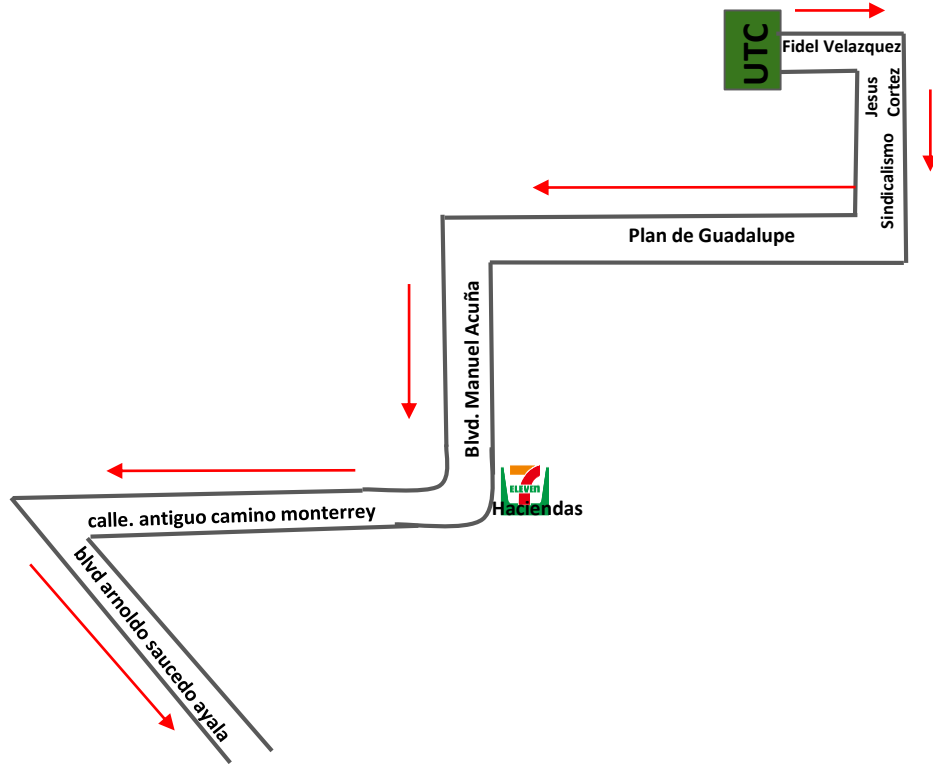 UTC
Fidel Velazquez
Jesus
Cortez
Sindicalismo
Plan de Guadalupe
Blvd. Manuel Acuña
7
ELEVEN
Haciendas
calle. antiguo camino monterrey
blvd arnoldo saucedo ayala